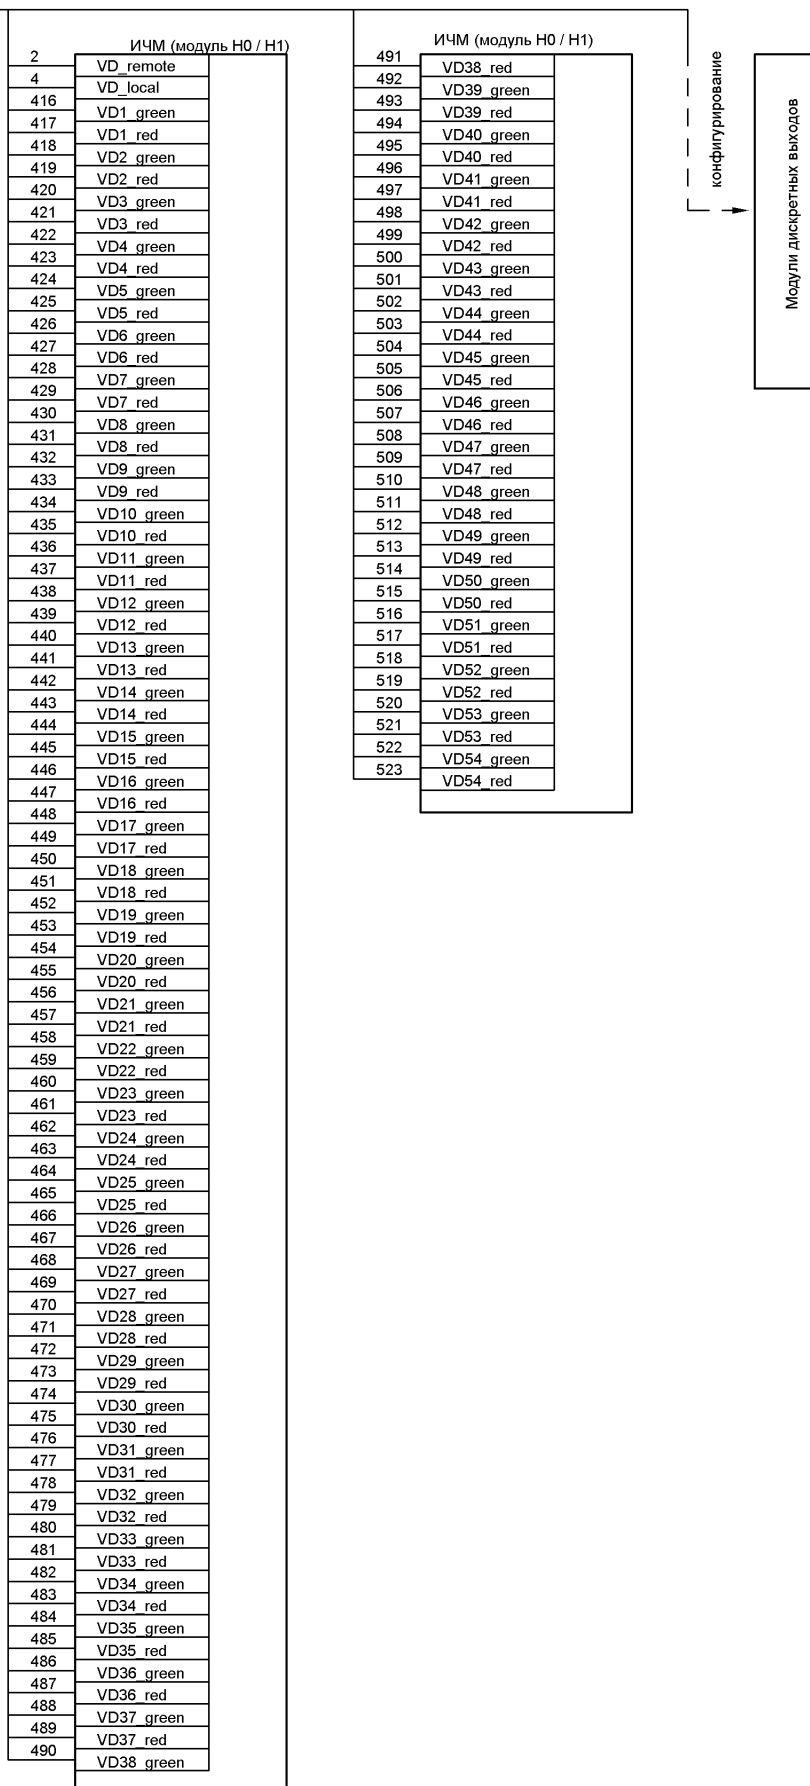 ИЧМ (модуль H0 / H1)
2 VD_remote
4 VD_local
416 VD1_green
417 VD1_red
418 VD2_green
419 VD2_red
420 VD3_green
421 VD3_red
422 VD4_green
423 VD4_red
424 VD5_green
425 VD5_red
426 VD6_green
427 VD6_red
428 VD7_green
429 VD7_red
430 VD8_green
431 VD8_red
432 VD9_green
433 VD9_red
434 VD10_green
435 VD10_red
436 VD11_green
437 VD11_red
438 VD12_green
439 VD12_red
440 VD13_green
441 VD13_red
442 VD14_green
443 VD14_red
444 VD15_green
445 VD15_red
446 VD16_green
447 VD16_red
448 VD17_green
449 VD17_red
450 VD18_green
451 VD18_red
452 VD19_green
453 VD19_red
454 VD20_green
455 VD20_red
456 VD21_green
457 VD21_red
458 VD22_green
459 VD22_red
460 VD23_green
461 VD23_red
462 VD24_green
463 VD24_red
464 VD25_green
465 VD25_red
466 VD26_green
467 VD26_red
468 VD27_green
469 VD27_red
470 VD28_green
471 VD28_red
472 VD29_green
473 VD29_red
474 VD30_green
475 VD30_red
476 VD31_green
477 VD31_red
478 VD32_green
479 VD32_red
480 VD33_green
481 VD33_red
482 VD34_green
483 VD34_red
484 VD35_green
485 VD35_red
486 VD36_green
487 VD36_red
488 VD37_green
489 VD37_red
490 VD38_green
ИЧМ (модуль H0 / H1)
491 VD38_red
492 VD39_green
493 VD39_red
494 VD40_green
495 VD40_red
496 VD41_green
497 VD41_red
498 VD42_green
499 VD42_red
500 VD43_green
501 VD43_red
502 VD44_green
503 VD44_red
504 VD45_green
505 VD45_red
506 VD46_green
507 VD46_red
508 VD47_green
509 VD47_red
510 VD48_green
511 VD48_red
512 VD49_green
513 VD49_red
514 VD50_green
515 VD50_red
516 VD51_green
517 VD51_red
518 VD52_green
519 VD52_red
520 VD53_green
521 VD53_red
522 VD54_green
523 VD54_red
конфигурирование
Модули дискретных выходов